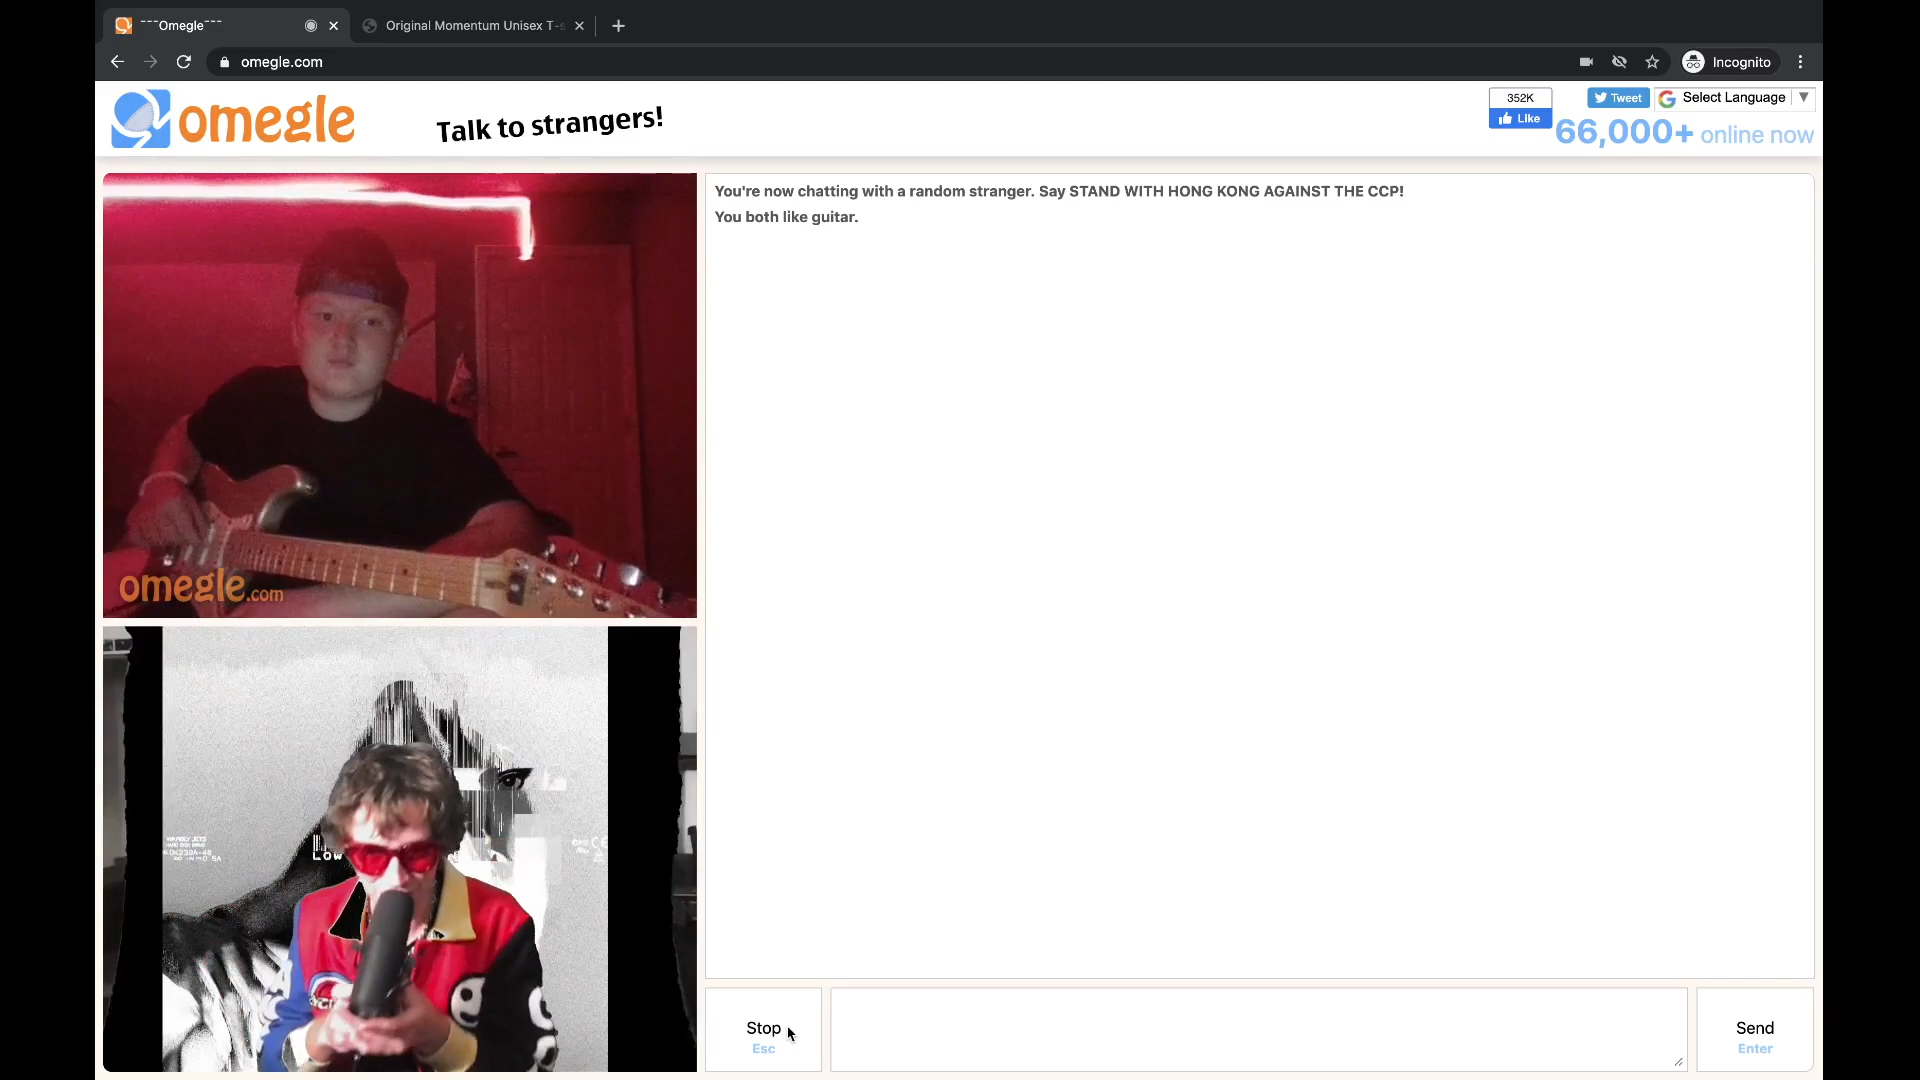 ---Omegle---
Original Momentum Unisex T-s
omegle.com
Incognito
omegle
Talk to strangers!
352K
Like
Tweet
Select Language
66,000+ online now
You're now chatting with a random stranger. Say STAND WITH HONG KONG AGAINST THE CCP!
You both like guitar.
omegle.com
Low
Stop
Esc
Send
Enter